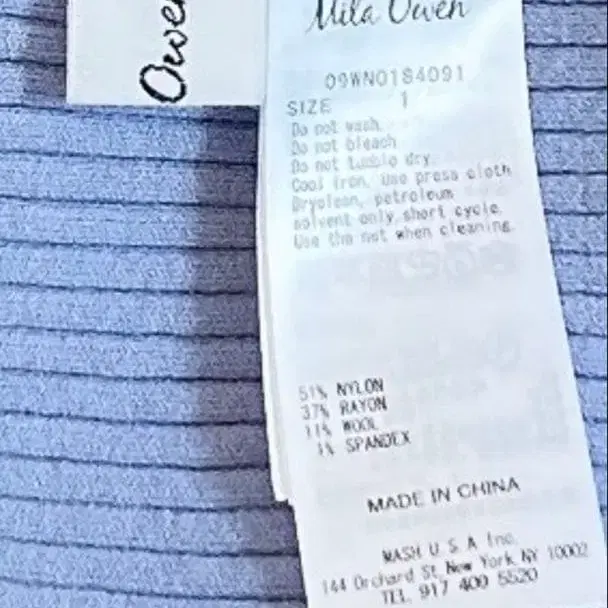 Owen
Mila Owen
09WN0184091
SIZE 1
Do not wash
Do not bleach
Do not tumble dry
Cool iron, Use press cloth
Dryclean, petroleum
solvent only, short cycle.
Use the net when cleaning.
51% NYLON
37% RAYON
11% WOOL
1% SPANDEX
MADE IN CHINA
MASH U S A Inc.
144 Orchard St, New York NY 10002
TEL. 917 409 5520